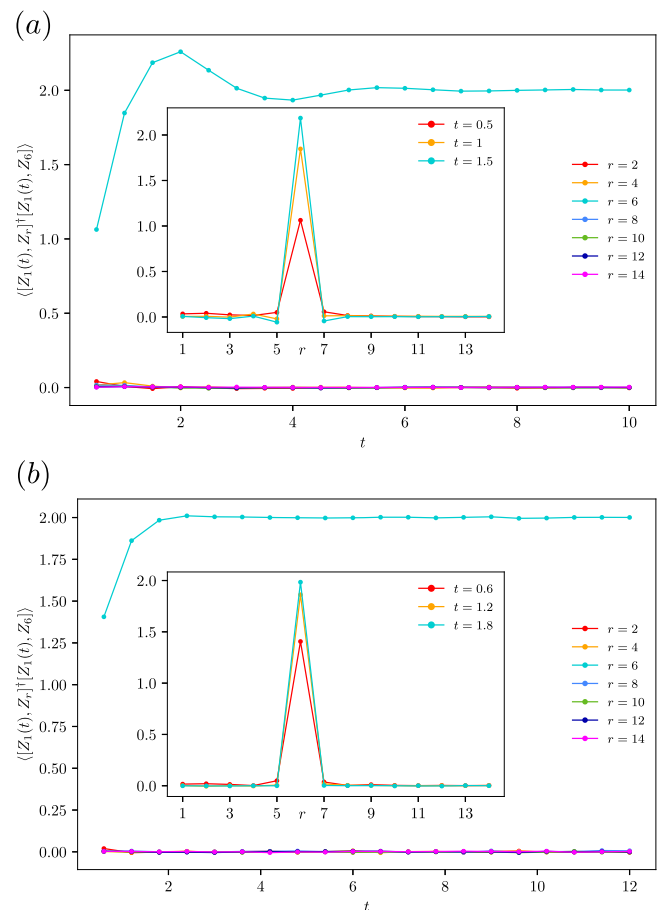 (a)
⟨[Z₁(t), Zᵣ]†[Z₁(t), Z₆]⟩
2.0
1.5
1.0
0.5
0.0
2 4 6 8 10
t
2.0
1.5
1.0
0.5
0.0
1 3 5 r 7 9 11 13
t = 0.5
t = 1
t = 1.5
r = 2
r = 4
r = 6
r = 8
r = 10
r = 12
r = 14
(b)
⟨[Z₁(t), Zᵣ]†[Z₁(t), Z₆]⟩
2.00
1.75
1.50
1.25
1.00
0.75
0.50
0.25
0.00
2 4 6 8 10 12
t
2.0
1.5
1.0
0.5
0.0
1 3 5 r 7 9 11 13
t = 0.6
t = 1.2
t = 1.8
r = 2
r = 4
r = 6
r = 8
r = 10
r = 12
r = 14